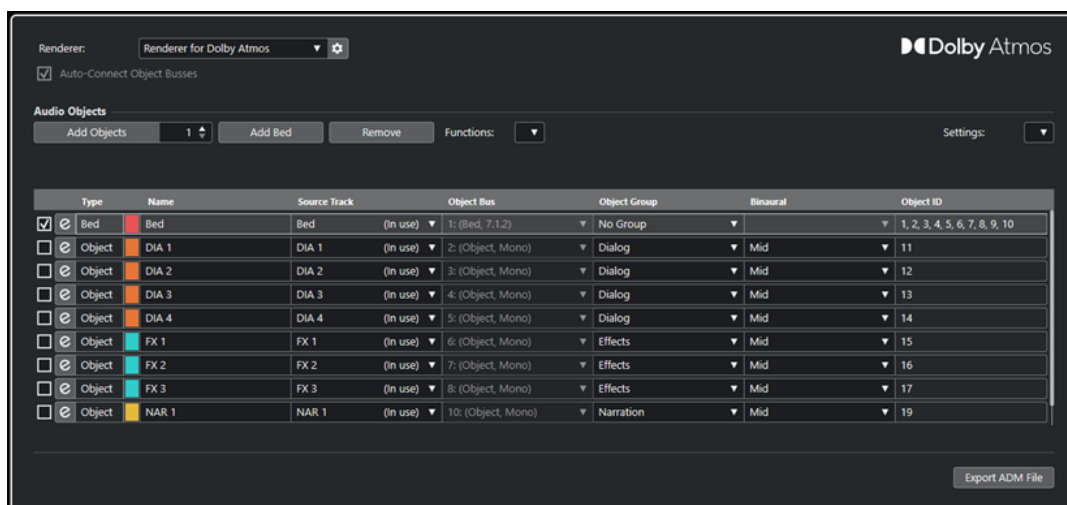 Renderer: Renderer for Dolby Atmos Dolby Atmos
Auto-Connect Object Busses
Audio Objects
Add Objects 1 Add Bed Remove Functions: Settings:
Type Name Source Track Object Bus Object Group Binaural Object ID
e Bed Bed Bed (In use) 1: (Bed, 7.1.2) No Group 1, 2, 3, 4, 5, 6, 7, 8, 9, 10
e Object DIA 1 DIA 1 (In use) 2: (Object, Mono) Dialog Mid 11
e Object DIA 2 DIA 2 (In use) 3: (Object, Mono) Dialog Mid 12
e Object DIA 3 DIA 3 (In use) 4: (Object, Mono) Dialog Mid 13
e Object DIA 4 DIA 4 (In use) 5: (Object, Mono) Dialog Mid 14
e Object FX 1 FX 1 (In use) 6: (Object, Mono) Effects Mid 15
e Object FX 2 FX 2 (In use) 7: (Object, Mono) Effects Mid 16
e Object FX 3 FX 3 (In use) 8: (Object, Mono) Effects Mid 17
e Object NAR 1 NAR 1 (In use) 10: (Object, Mono) Narration Mid 19
Export ADM File